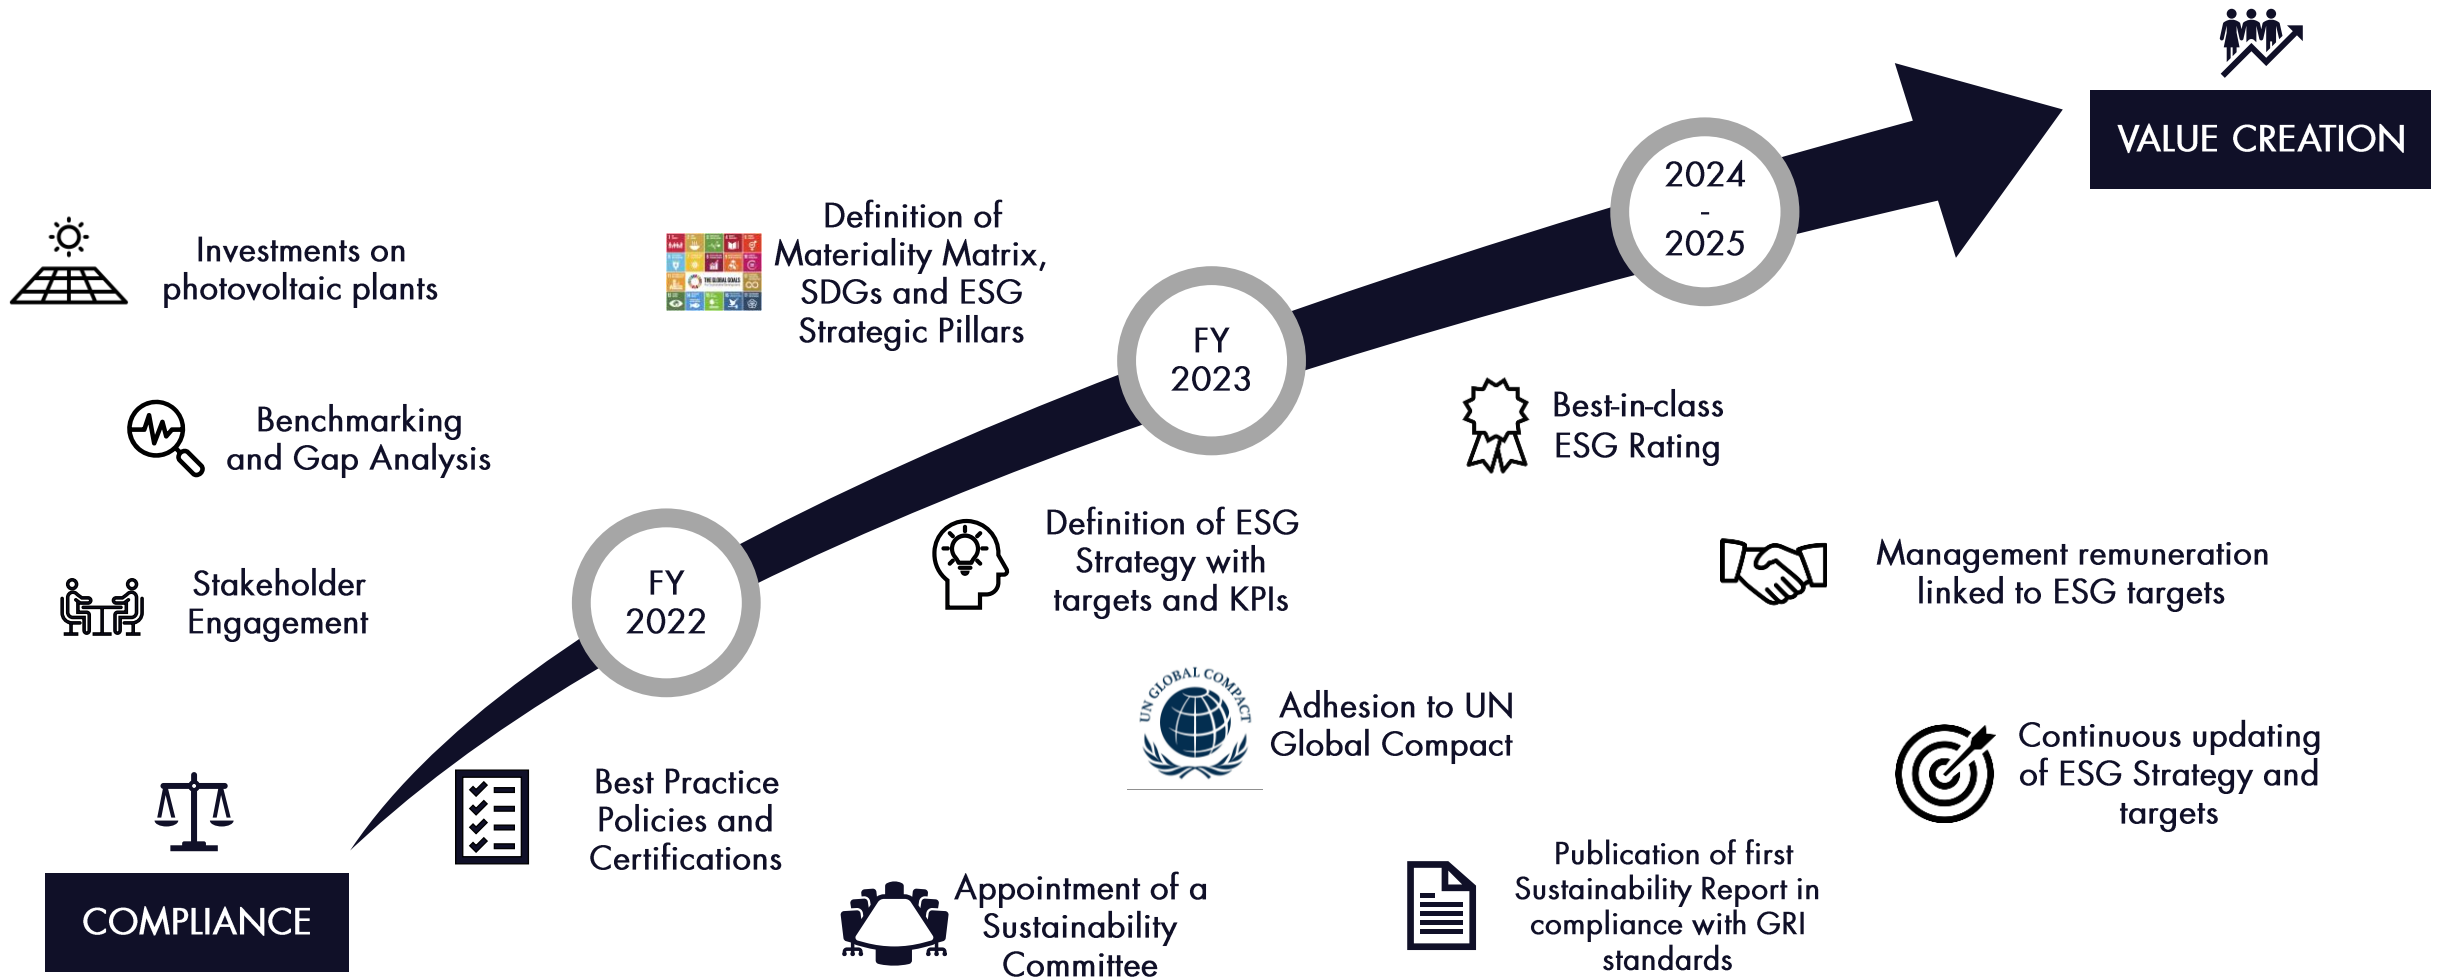 VALUE CREATION
2024
-
2025
Definition of
Materiality Matrix,
SDGs and ESG
Strategic Pillars
THE GLOBAL GOALS
Investments on
photovoltaic plants
FY
2023
Best-in-class
ESG Rating
Benchmarking
and Gap Analysis
Definition of ESG
Strategy with
targets and KPIs
Management remuneration
linked to ESG targets
Stakeholder
Engagement
FY
2022
UN GLOBAL COMPACT
Adhesion to UN
Global Compact
Continuous updating
of ESG Strategy and
targets
Best Practice
Policies and
Certifications
Publication of first
Sustainability Report in
compliance with GRI
standards
Appointment of a
Sustainability
Committee
COMPLIANCE